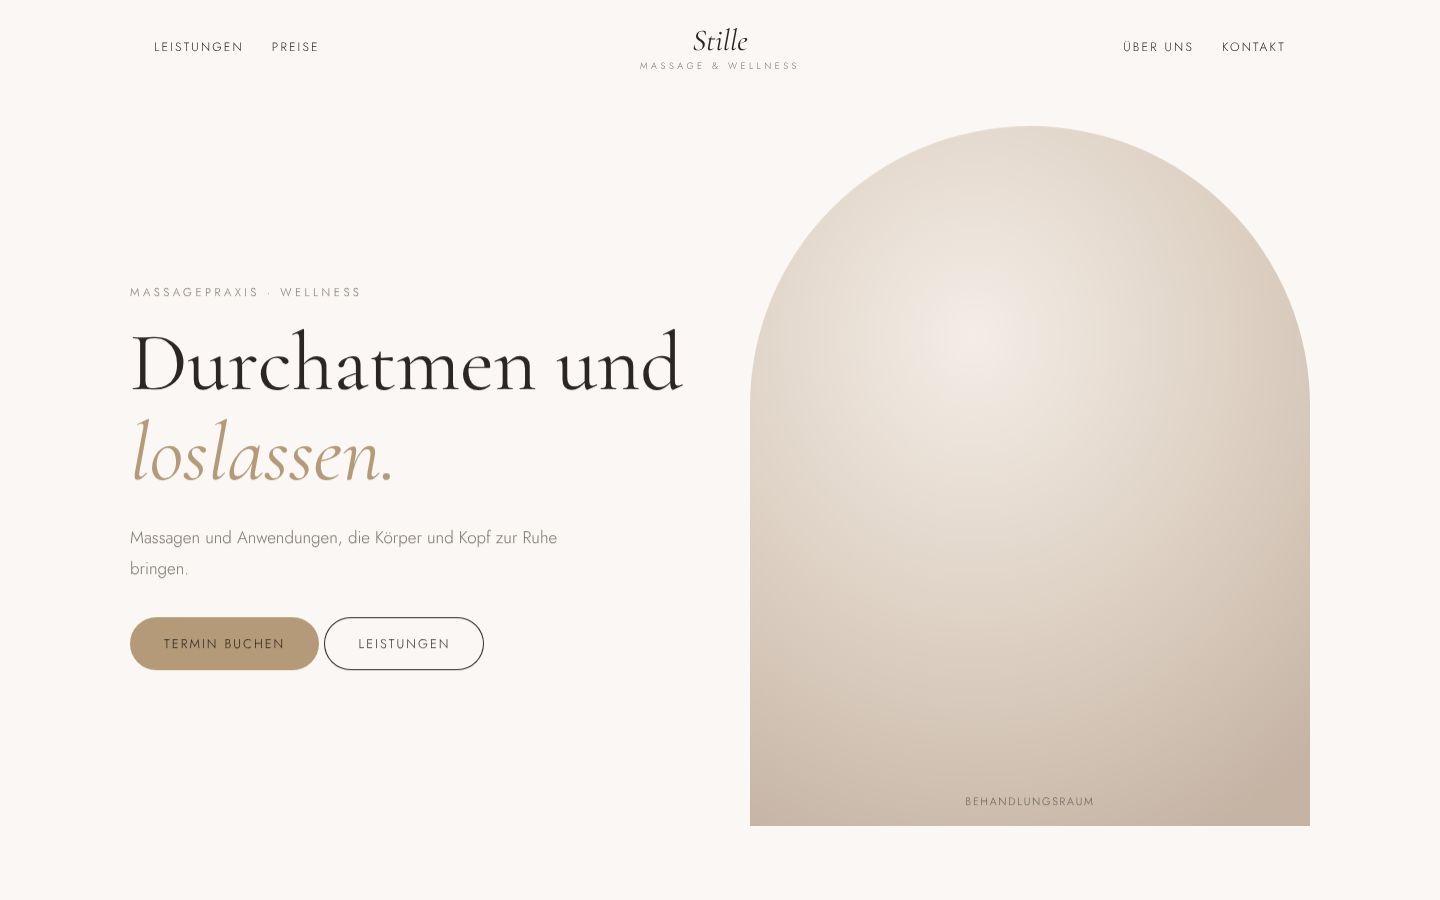 LEISTUNGEN PREISE
Stille
MASSAGE & WELLNESS
ÜBER UNS KONTAKT
MASSAGEPRAXIS · WELLNESS
Durchatmen und
loslassen.
Massagen und Anwendungen, die Körper und Kopf zur Ruhe
bringen.
TERMIN BUCHEN LEISTUNGEN
BEHANDLUNGSRAUM